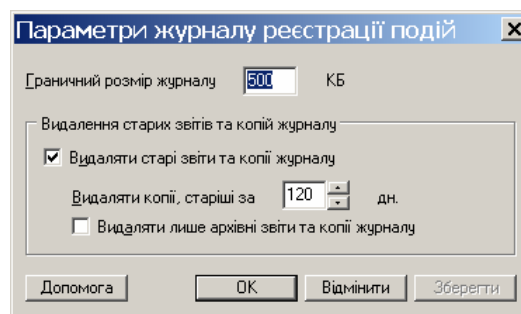 Параметри журналу реєстрації подій
Граничний розмір журналу 500 КБ
Видалення старих звітів та копій журналу
Видаляти старі звіти та копії журналу
Видаляти копії, старіші за 120 дн.
Видаляти лише архівні звіти та копії журналу
Допомога OK Відмінити Зберегти